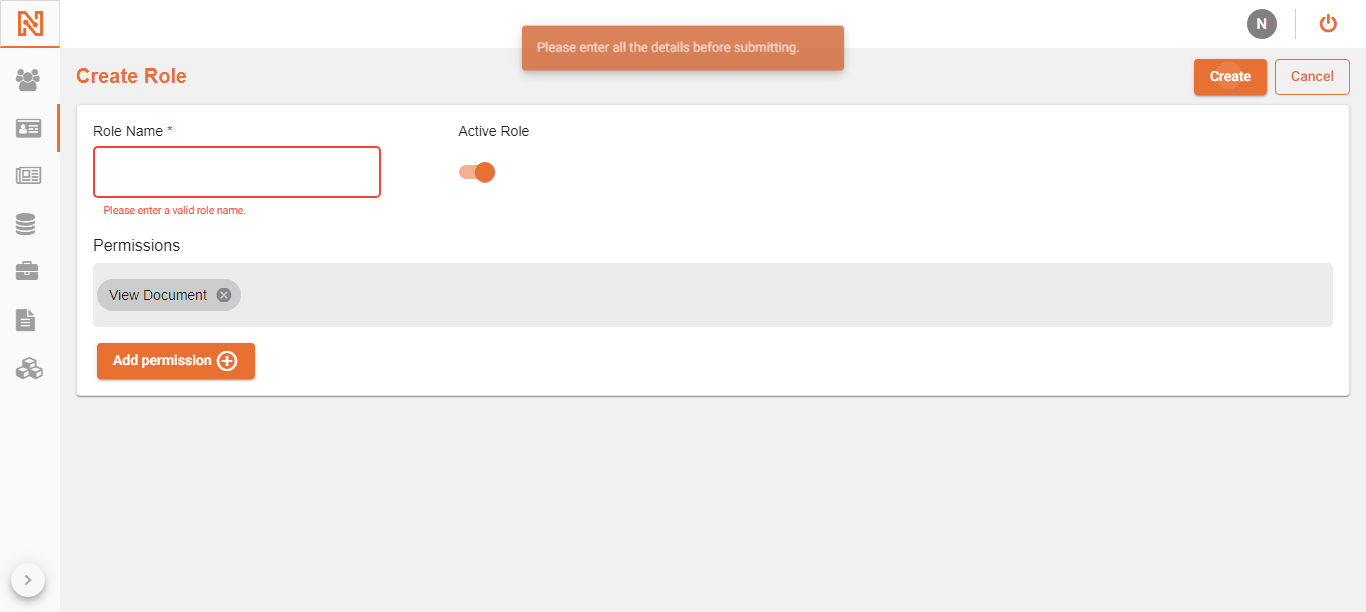 N
Please enter all the details before submitting.
Create Role
Create
Cancel
Role Name *
Active Role
Please enter a valid role name.
Permissions
View Document
Add permission